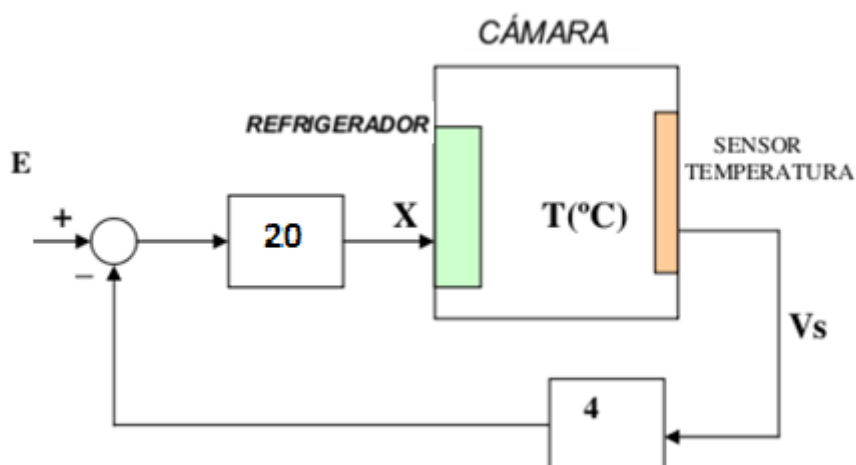 CÁMARA
REFRIGERADOR
SENSOR
TEMPERATURA
E
+
−
20
X
T(ºC)
Vs
4